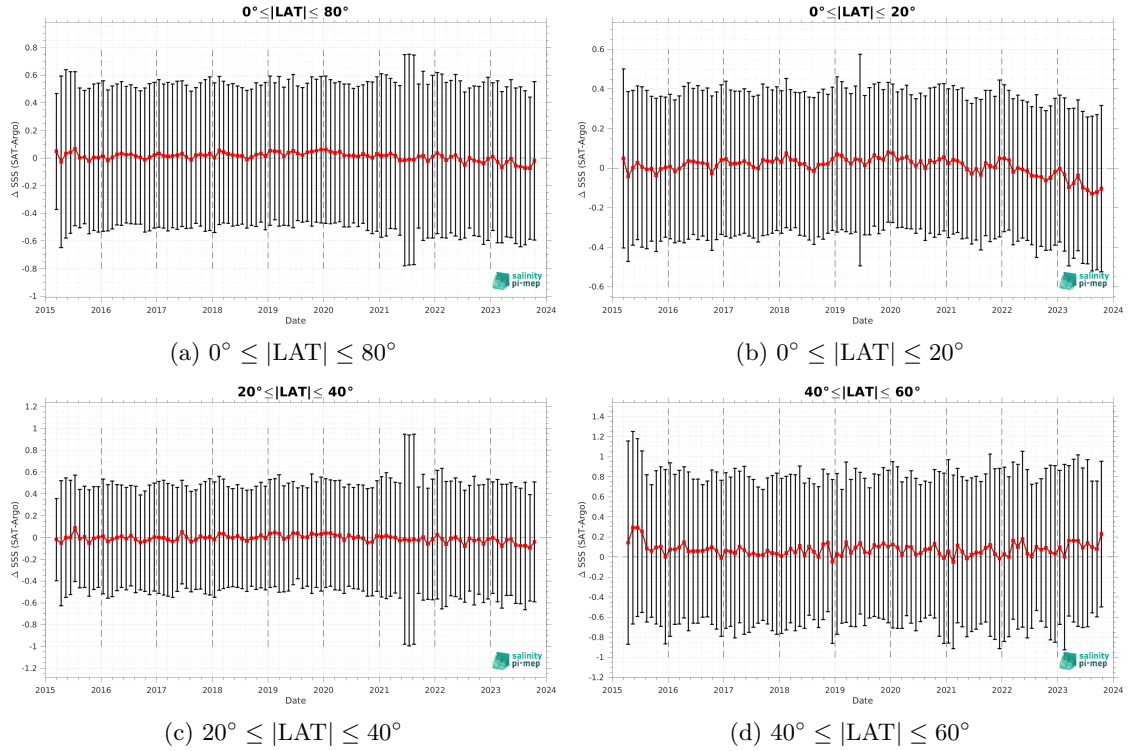 0°≤|LAT|≤ 80°
Δ SSS (SAT-Argo)
0.8
0.6
0.4
0.2
0
-0.2
-0.4
-0.6
-0.8
-1
2015 2016 2017 2018 2019 2020 2021 2022 2023 2024
Date
salinity
pi-mep
(a) 0° ≤ |LAT| ≤ 80°
0°≤|LAT|≤ 20°
Δ SSS (SAT-Argo)
0.6
0.4
0.2
0
-0.2
-0.4
-0.6
2015 2016 2017 2018 2019 2020 2021 2022 2023 2024
Date
salinity
pi-mep
(b) 0° ≤ |LAT| ≤ 20°
20°≤|LAT|≤ 40°
Δ SSS (SAT-Argo)
1.2
1
0.8
0.6
0.4
0.2
0
-0.2
-0.4
-0.6
-0.8
-1
-1.2
2015 2016 2017 2018 2019 2020 2021 2022 2023 2024
Date
salinity
pi-mep
(c) 20° ≤ |LAT| ≤ 40°
40°≤|LAT|≤ 60°
Δ SSS (SAT-Argo)
1.4
1.2
1
0.8
0.6
0.4
0.2
0
-0.2
-0.4
-0.6
-0.8
-1
-1.2
2015 2016 2017 2018 2019 2020 2021 2022 2023 2024
Date
salinity
pi-mep
(d) 40° ≤ |LAT| ≤ 60°